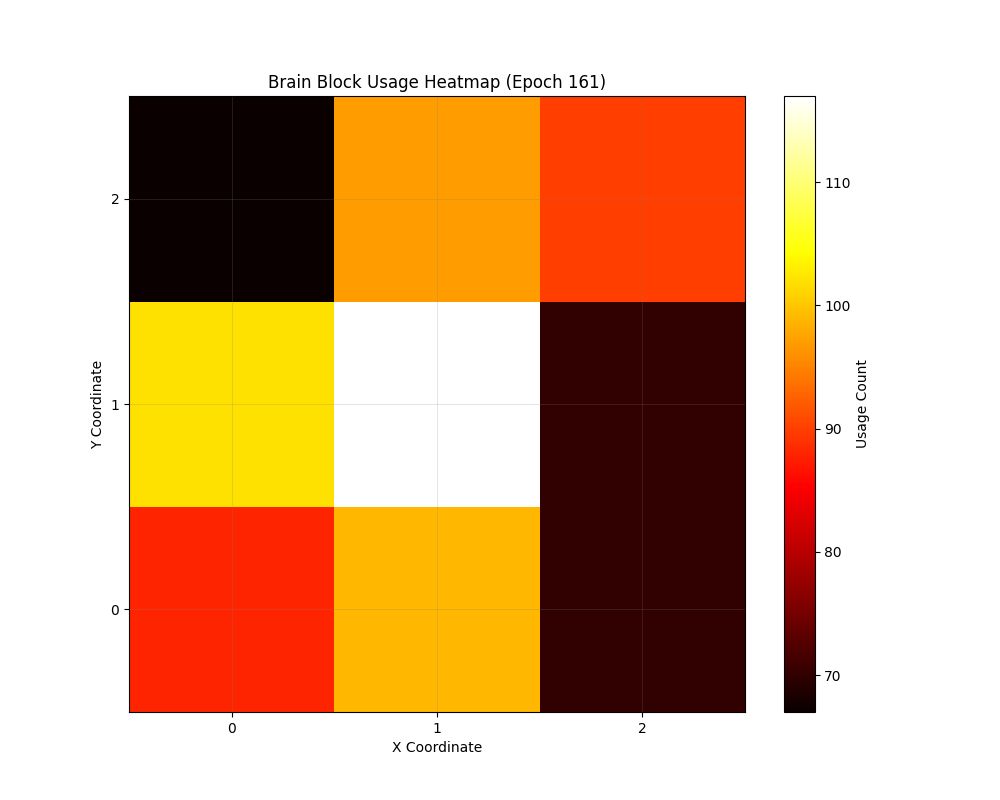 Brain Block Usage Heatmap (Epoch 161)
2
1
0
Y Coordinate
0 1 2
X Coordinate
110
100
90
80
70
Usage Count